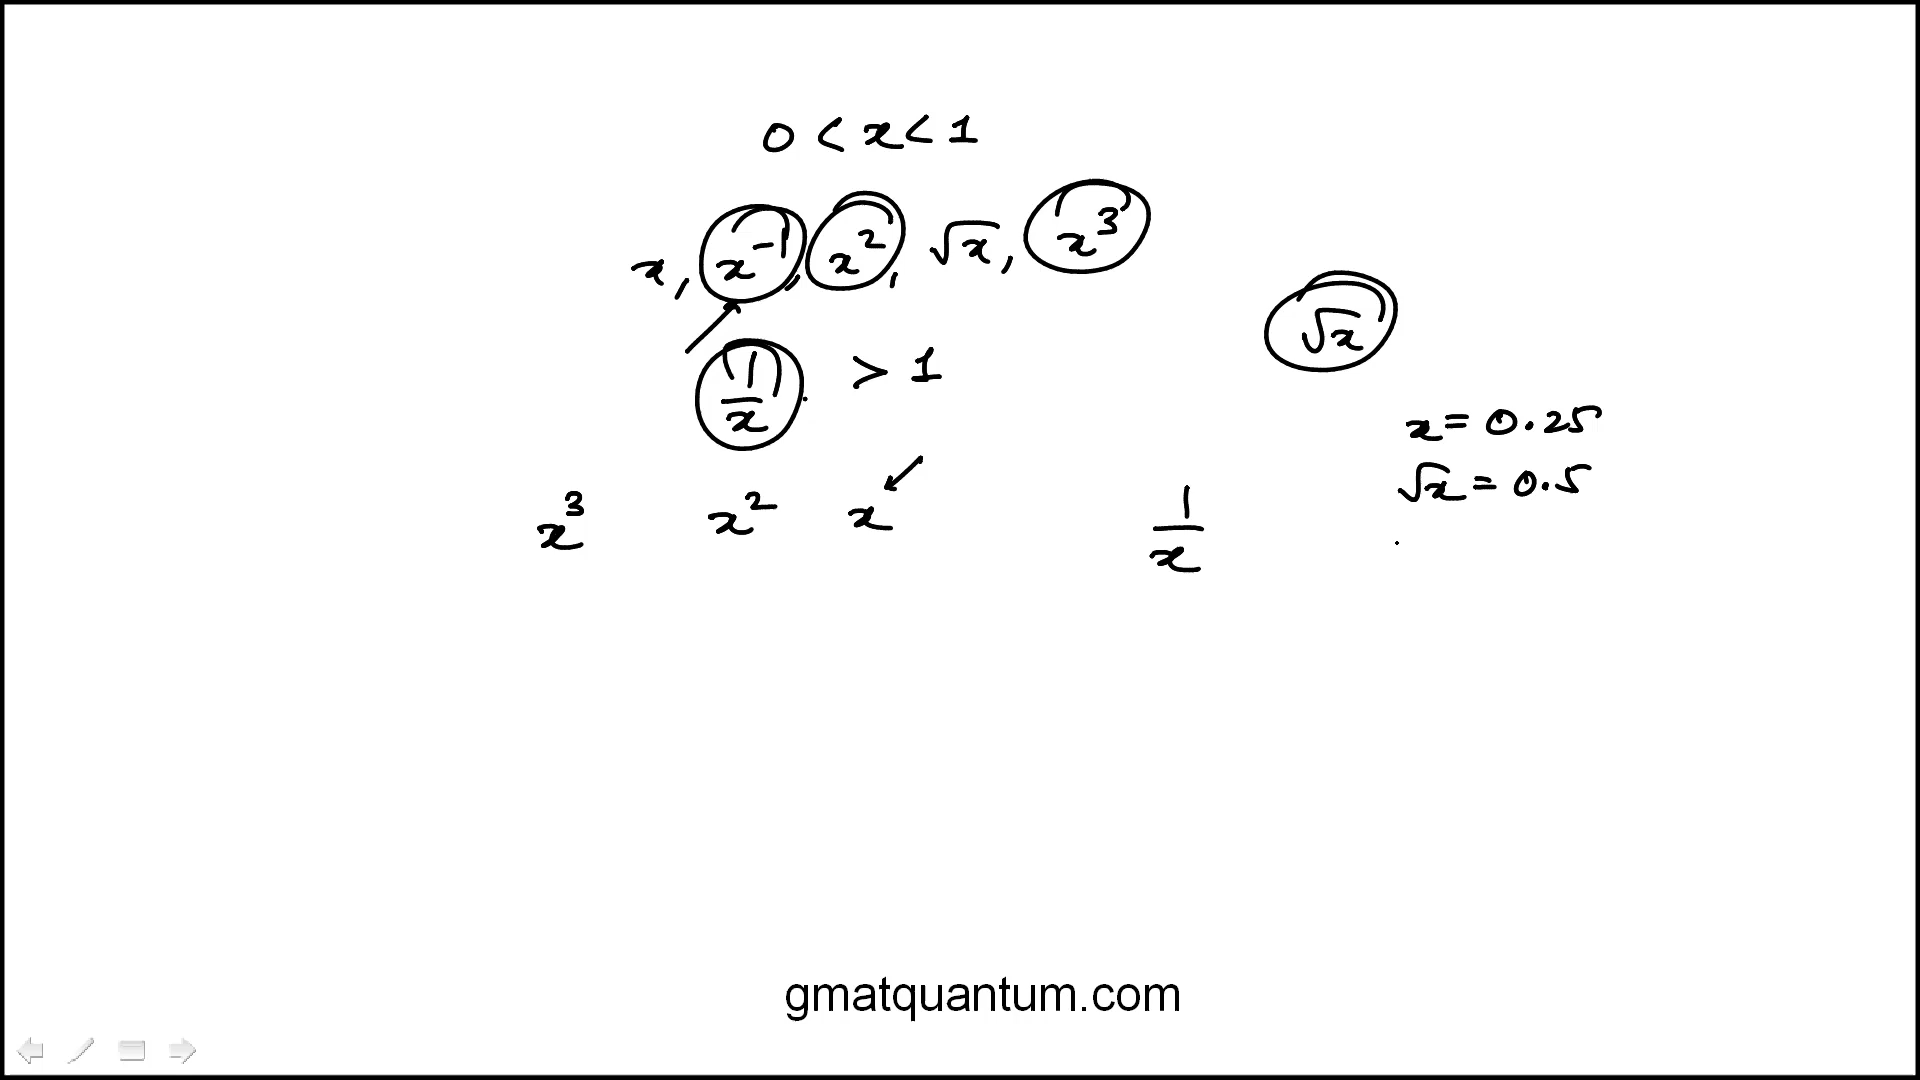 0 < x < 1
x, x⁻¹, x², √x, x³
√x
1/x > 1
x = 0.25
√x = 0.5
x³ x² x 1/x
gmatquantum.com